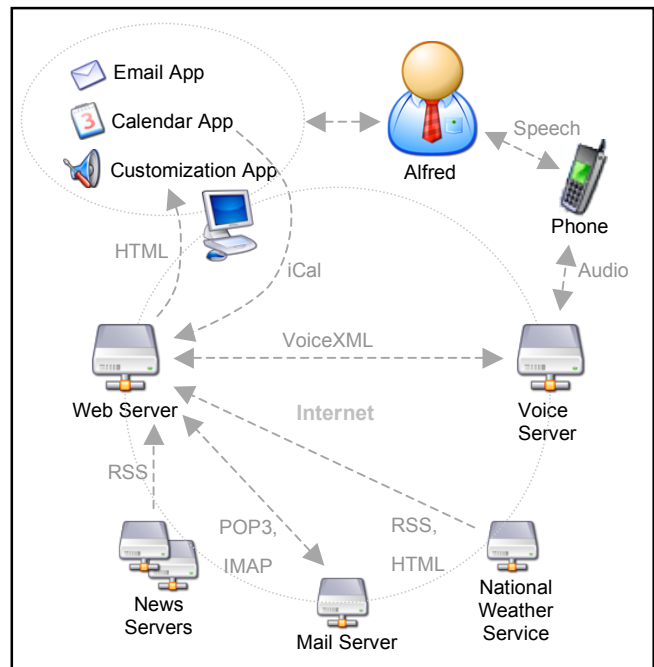 Email App
Calendar App
3
Customization App
Alfred
Speech
Phone
HTML
iCal
Audio
VoiceXML
Web Server
Internet
Voice
Server
RSS
POP3,
IMAP
RSS,
HTML
News
Servers
Mail Server
National
Weather
Service